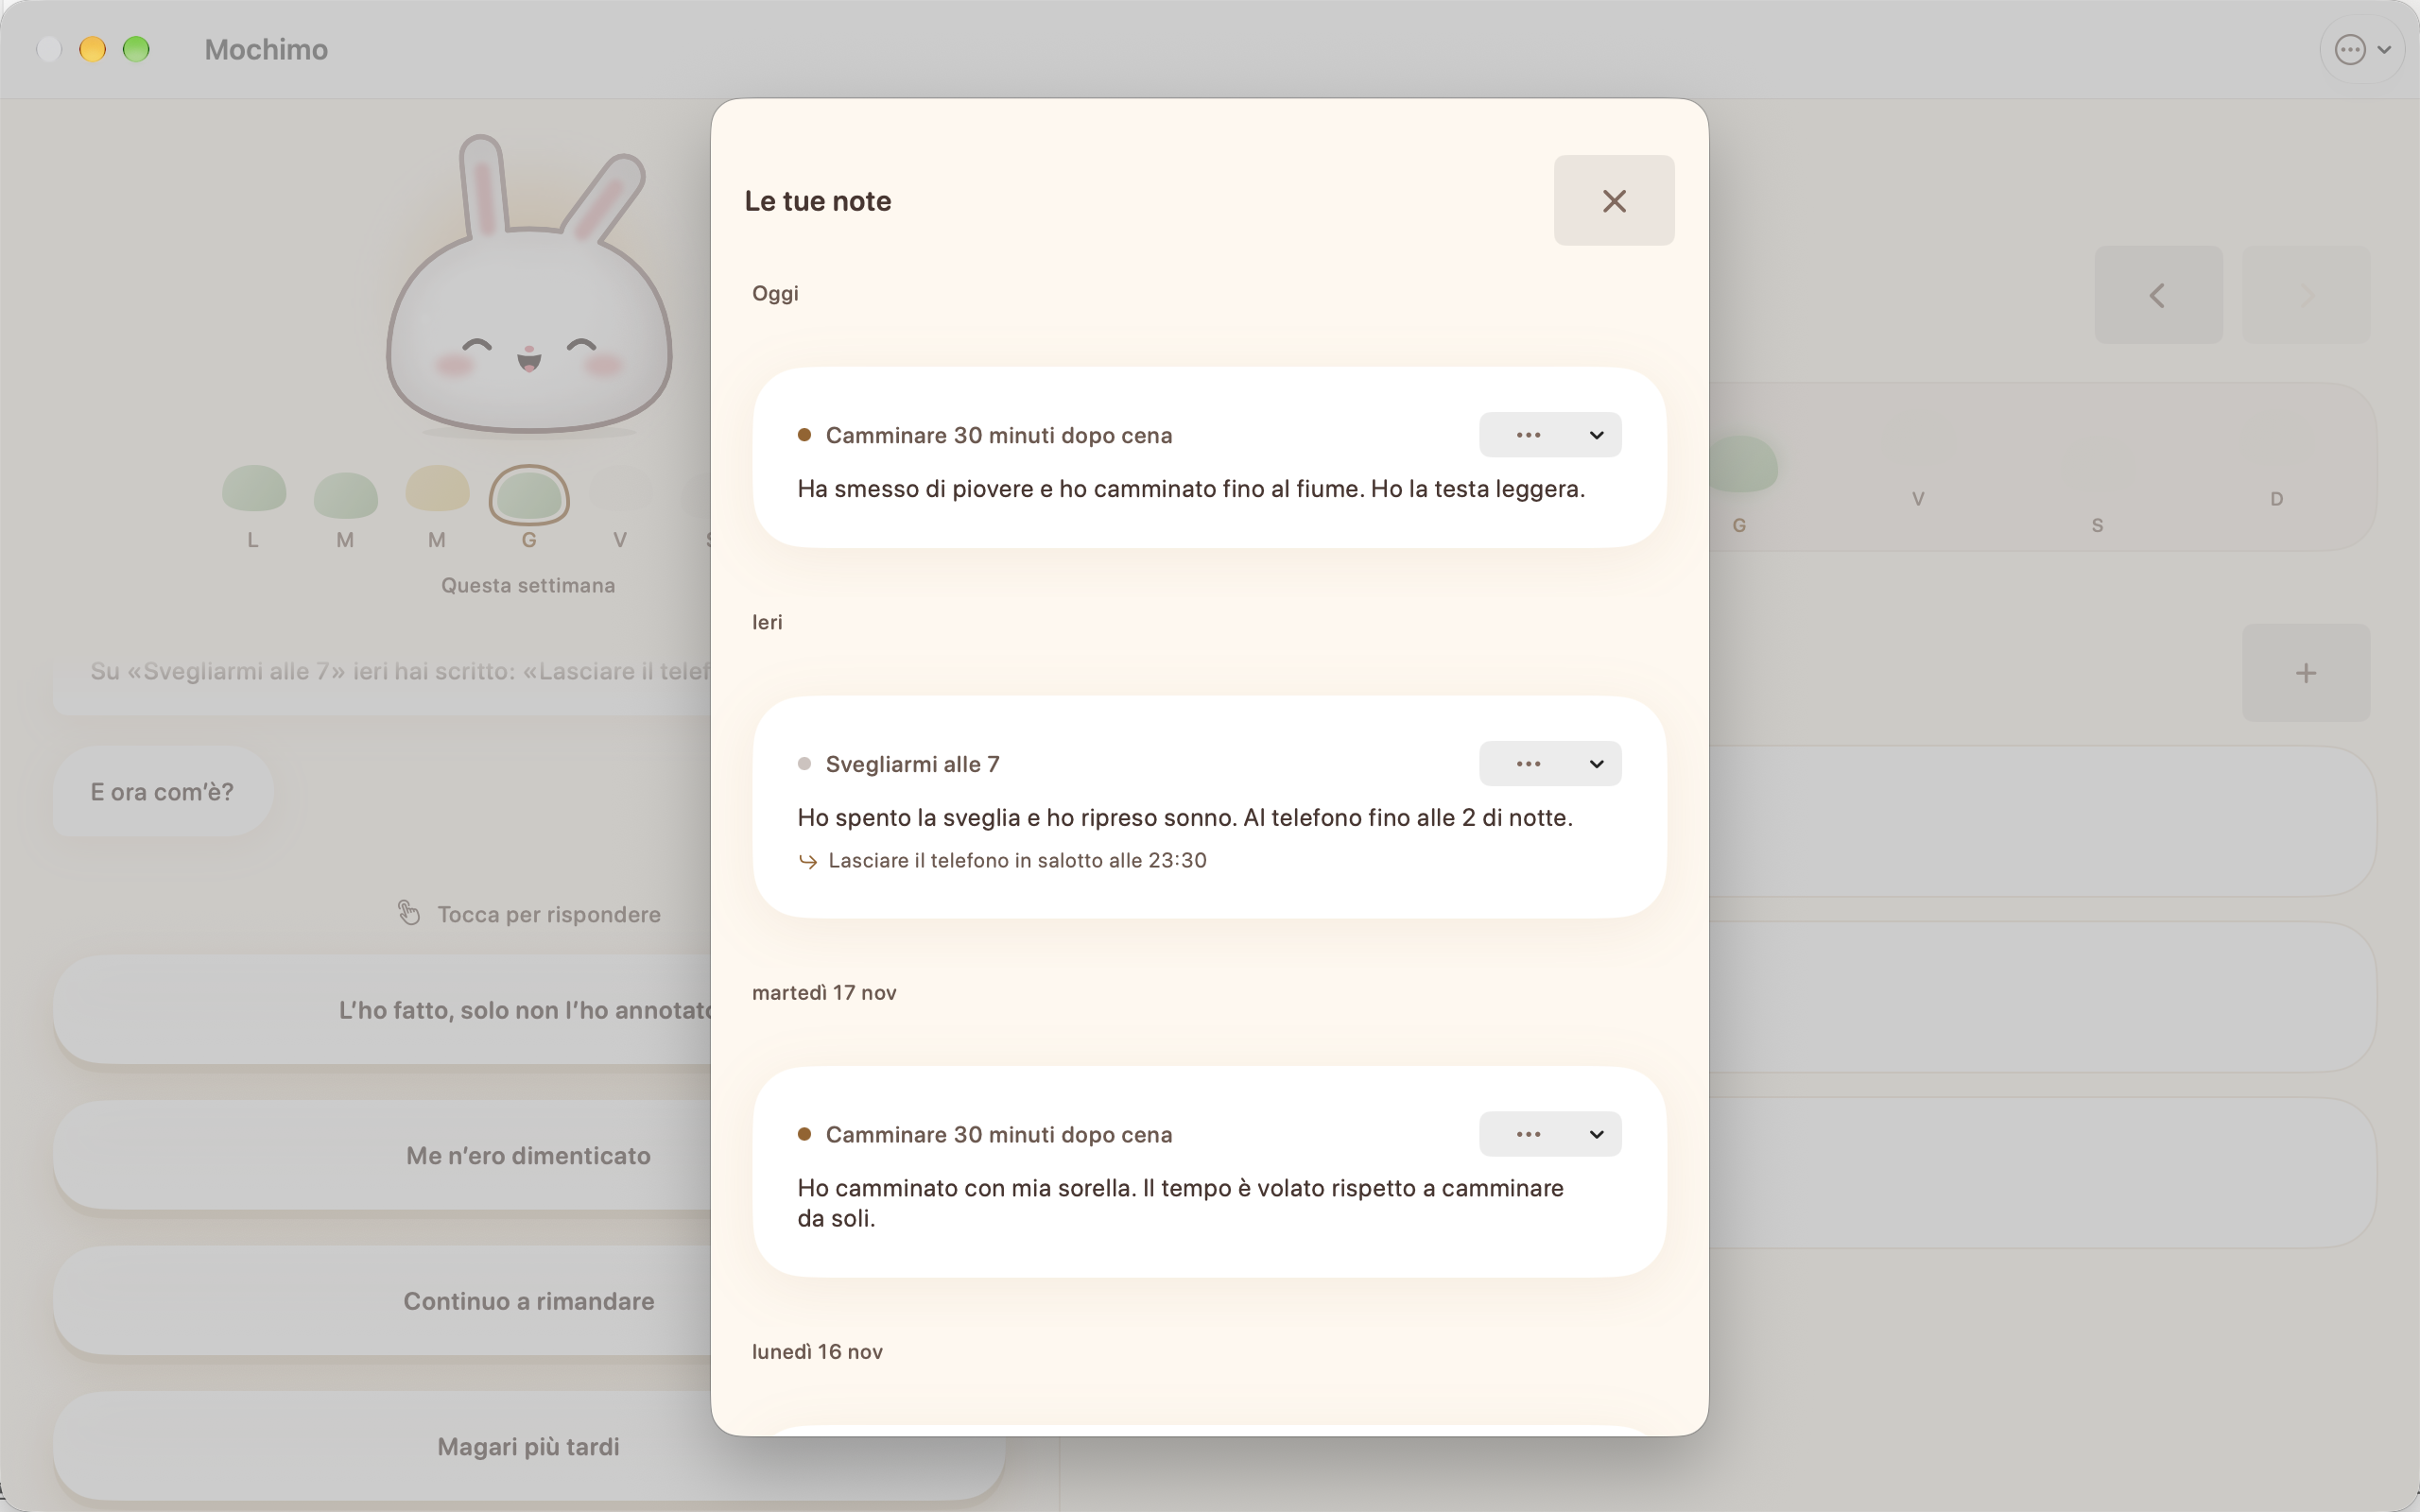 Mochimo
L
M
M
G
V
Questa settimana
Su «Svegliarmi alle 7» ieri hai scritto: «Lasciare il
E ora com'è?
Tocca per rispondere
L'ho fatto, solo non l'ho
Me n'ero dimenticato
Continuo a rimandare
Magari più tardi
Le tue note
Oggi
Camminare 30 minuti dopo cena
Ha smesso di piovere e ho camminato fino al fiume. Ho la testa leggera.
Ieri
Svegliarmi alle 7
Ho spento la sveglia e ho ripreso sonno. Al telefono fino alle 2 di notte.
Lasciare il telefono in salotto alle 23:30
martedì 17 nov
Camminare 30 minuti dopo cena
Ho camminato con mia sorella. Il tempo è volato rispetto a camminare
da soli.
lunedì 16 nov
G
V
S
D